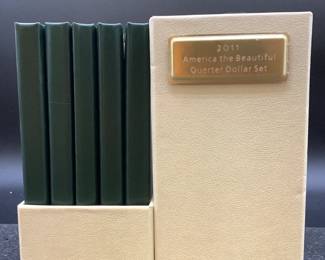 2011
America the Beautiful
Quarter Dollar Set